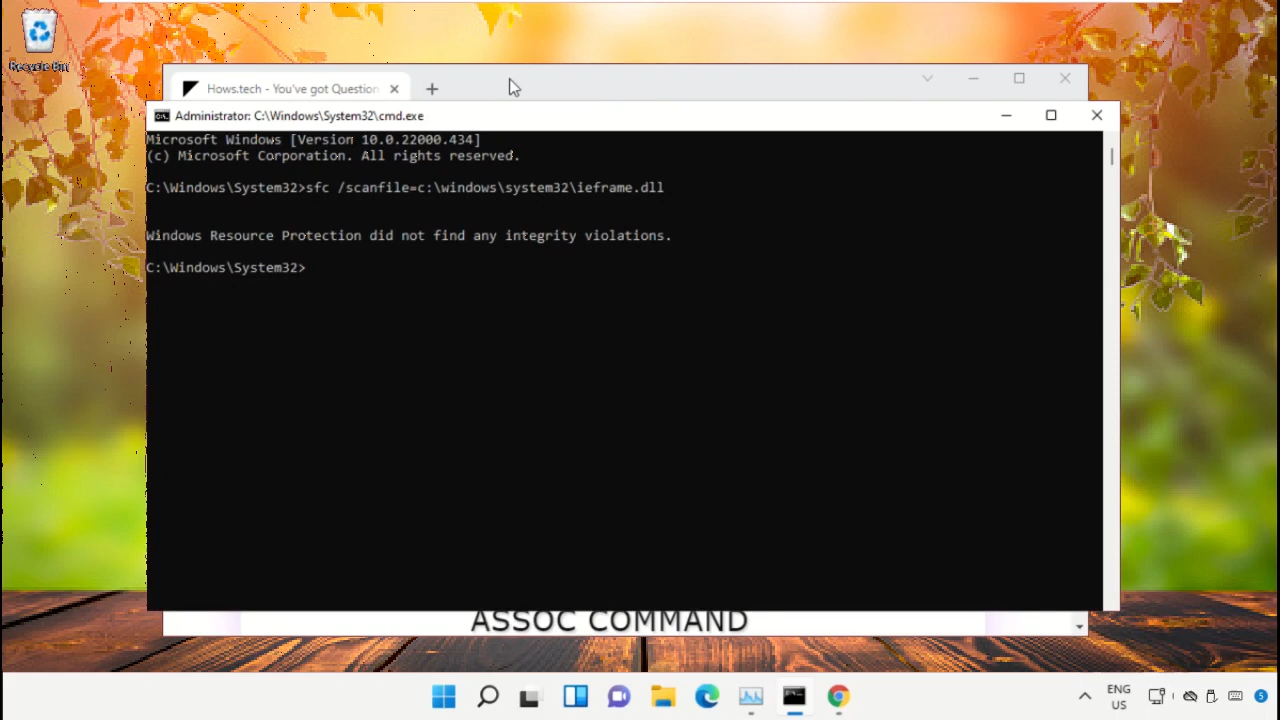 Recycle Bin
Hows.tech - You've got Question
Administrator: C:\Windows\System32\cmd.exe
Microsoft Windows [Version 10.0.22000.434]
(c) Microsoft Corporation. All rights reserved.
C:\Windows\System32>sfc /scanfile=c:\windows\system32\ieframe.dll
Windows Resource Protection did not find any integrity violations.
C:\Windows\System32>
ASSOC COMMAND
ENG
US
5